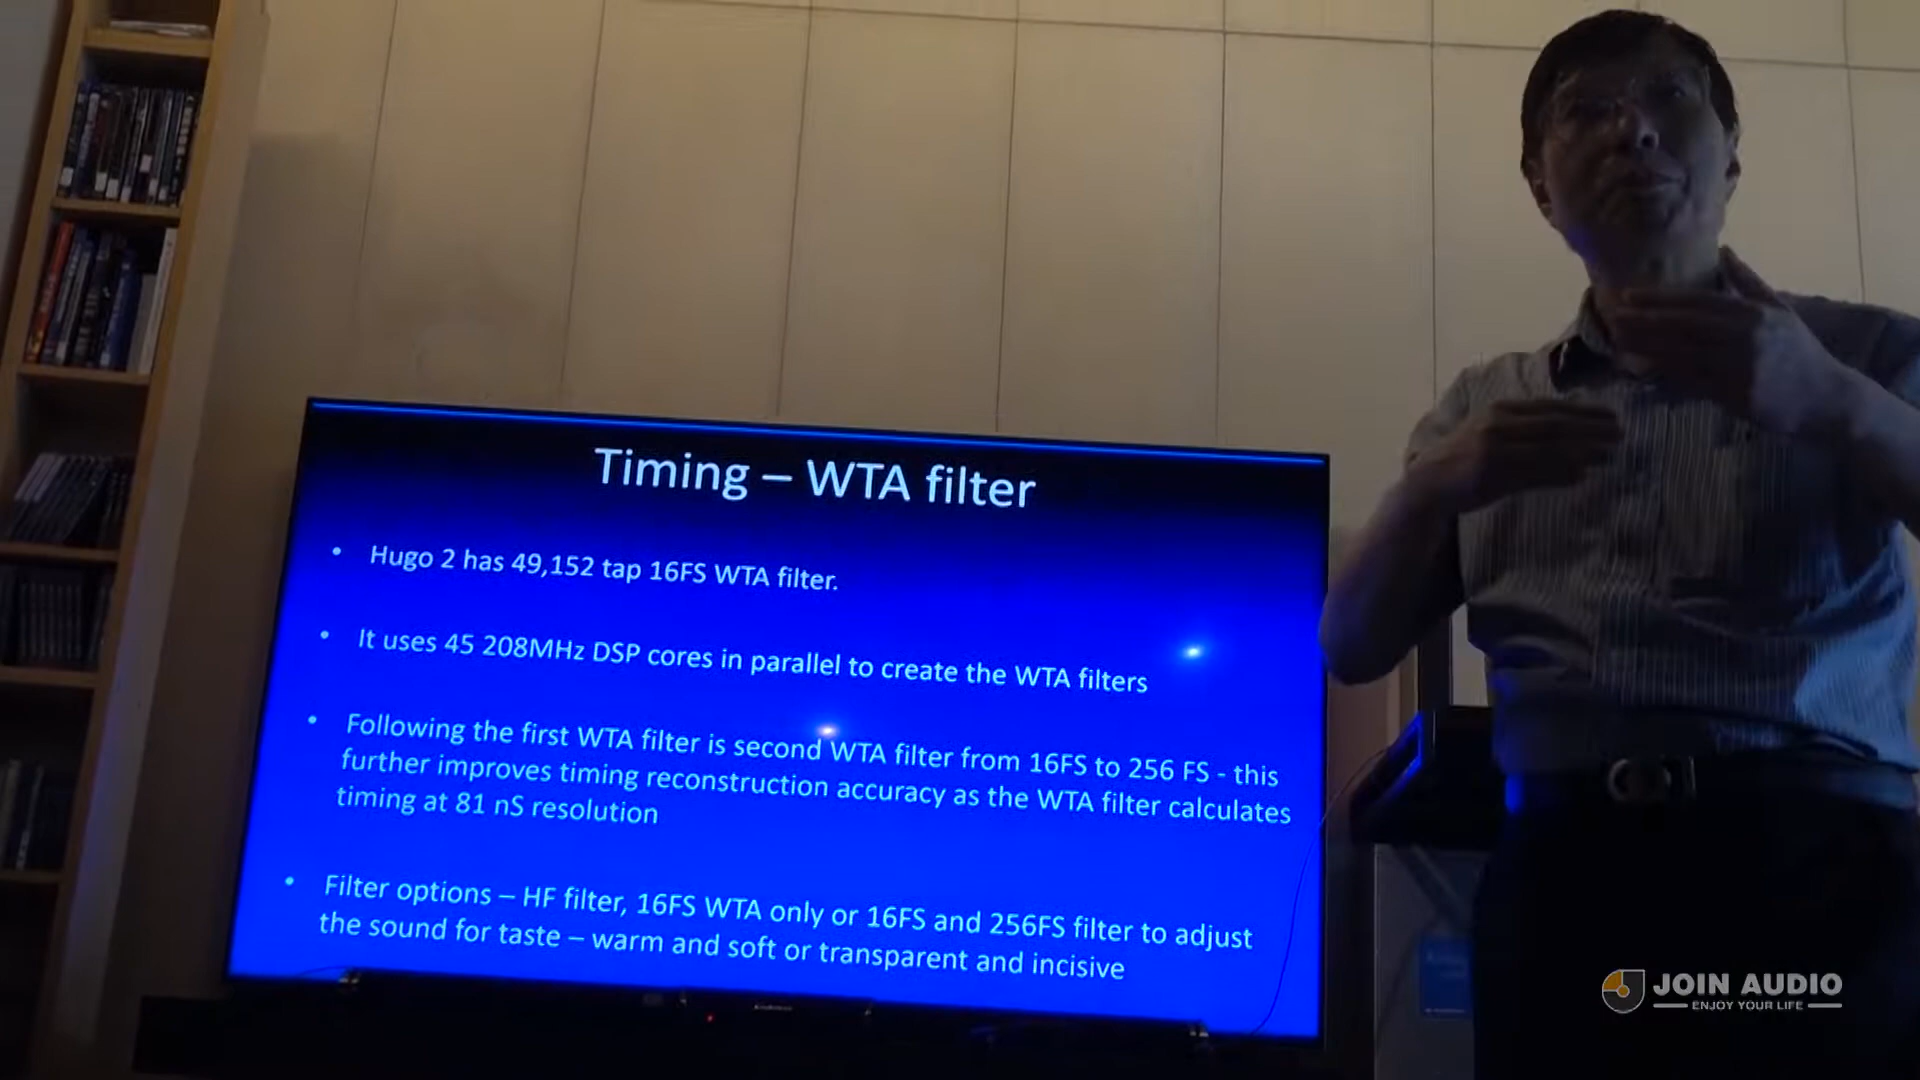 Timing – WTA filter
• Hugo 2 has 49,152 tap 16FS WTA filter.
• It uses 45 208MHz DSP cores in parallel to create the WTA filters
• Following the first WTA filter is second WTA filter from 16FS to 256 FS - this
further improves timing reconstruction accuracy as the WTA filter calculates
timing at 81 nS resolution
• Filter options – HF filter, 16FS WTA only or 16FS and 256FS filter to adjust
the sound for taste – warm and soft or transparent and incisive
JOIN AUDIO
ENJOY YOUR LIFE